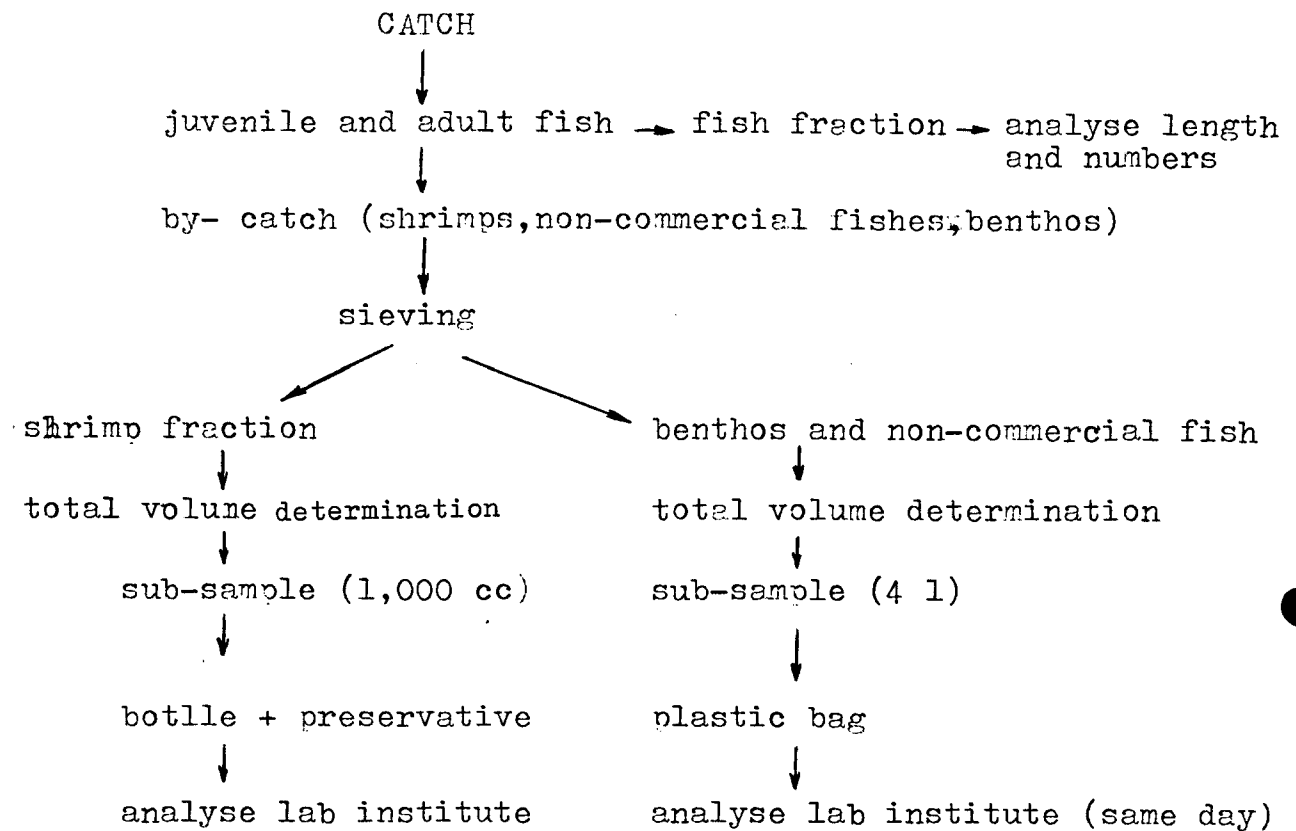 CATCH
juvenile and adult fish → fish fraction → analyse length
and numbers
by- catch (shrimps,non-commercial fishes,benthos)
sieving
shrimp fraction
benthos and non-commercial fish
total volume determination
total volume determination
sub-sample (1,000 cc)
sub-sample (4 l)
botlle + preservative
plastic bag
analyse lab institute
analyse lab institute (same day)